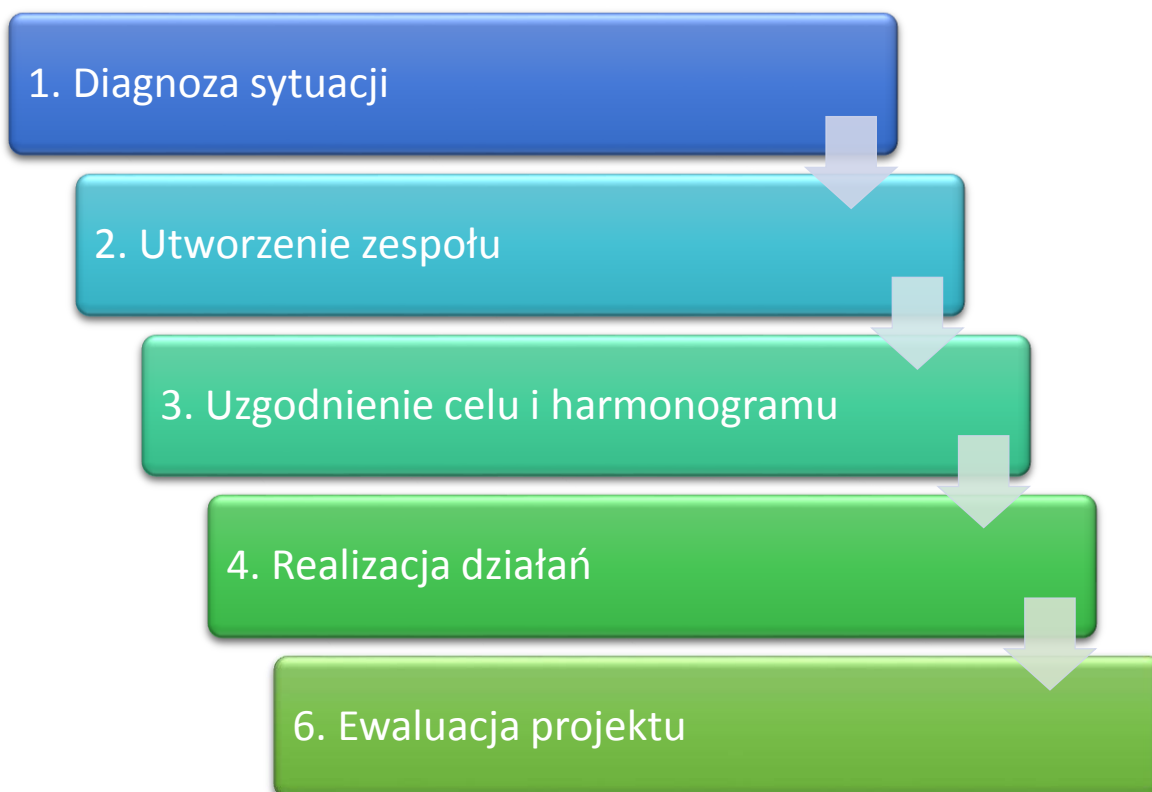 1. Diagnoza sytuacji
2. Utworzenie zespołu
3. Uzgodnienie celu i harmonogramu
4. Realizacja działań
6. Ewaluacja projektu